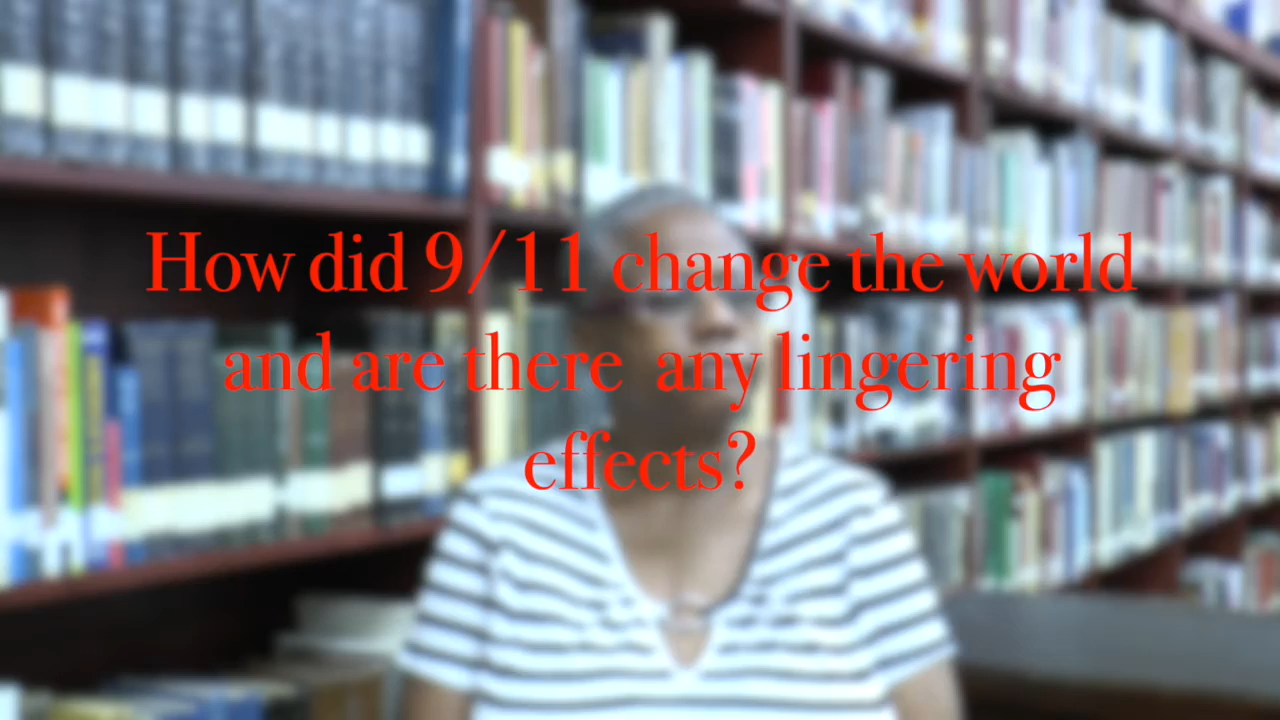 How did 9/11 change the world
and are there any lingering
effects?